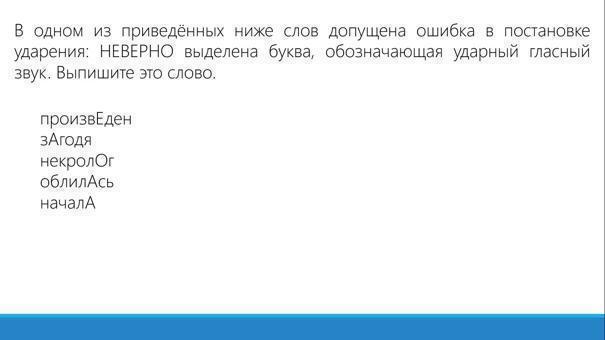 В одном из приведённых ниже слов допущена ошибка в постановке
ударения: НЕВЕРНО выделена буква, обозначающая ударный гласный
звук. Выпишите это слово.
произвЕден
зАгодя
некролОг
облилАсь
началА